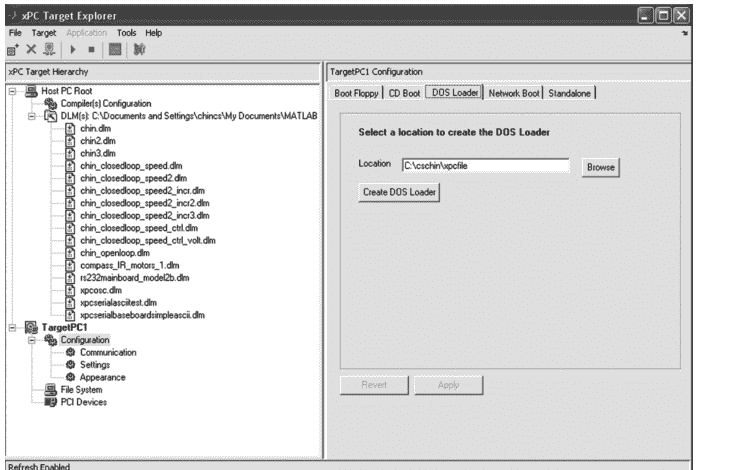 xPC Target Explorer
File Target Application Tools Help
xPC Target Hierarchy
Host PC Root
Compiler(s) Configuration
DLM(s): C:\Documents and Settings\chincs\My Documents\MATLAB
chin.dlm
chin2.dlm
chin3.dlm
chin_closedloop_speed.dlm
chin_closedloop_speed2.dlm
chin_closedloop_speed2_incr.dlm
chin_closedloop_speed2_incr2.dlm
chin_closedloop_speed2_incr3.dlm
chin_closedloop_speed_ctrl.dlm
chin_closedloop_speed_ctrl_volt.dlm
chin_openloop.dlm
compass_IR_motors_1.dlm
rs232mainboard_model2b.dlm
xpcosc.dlm
xpcserialasciitest.dlm
xpcserialbaseboardsimpleascii.dlm
TargetPC1
Configuration
Communication
Settings
Appearance
File System
PCI Devices
TargetPC1 Configuration
Boot Floppy CD Boot DOS Loader Network Boot Standalone
Select a location to create the DOS Loader
Location C:\cschin\xpcfile Browse
Create DOS Loader
Revert Apply
Refresh Enabled